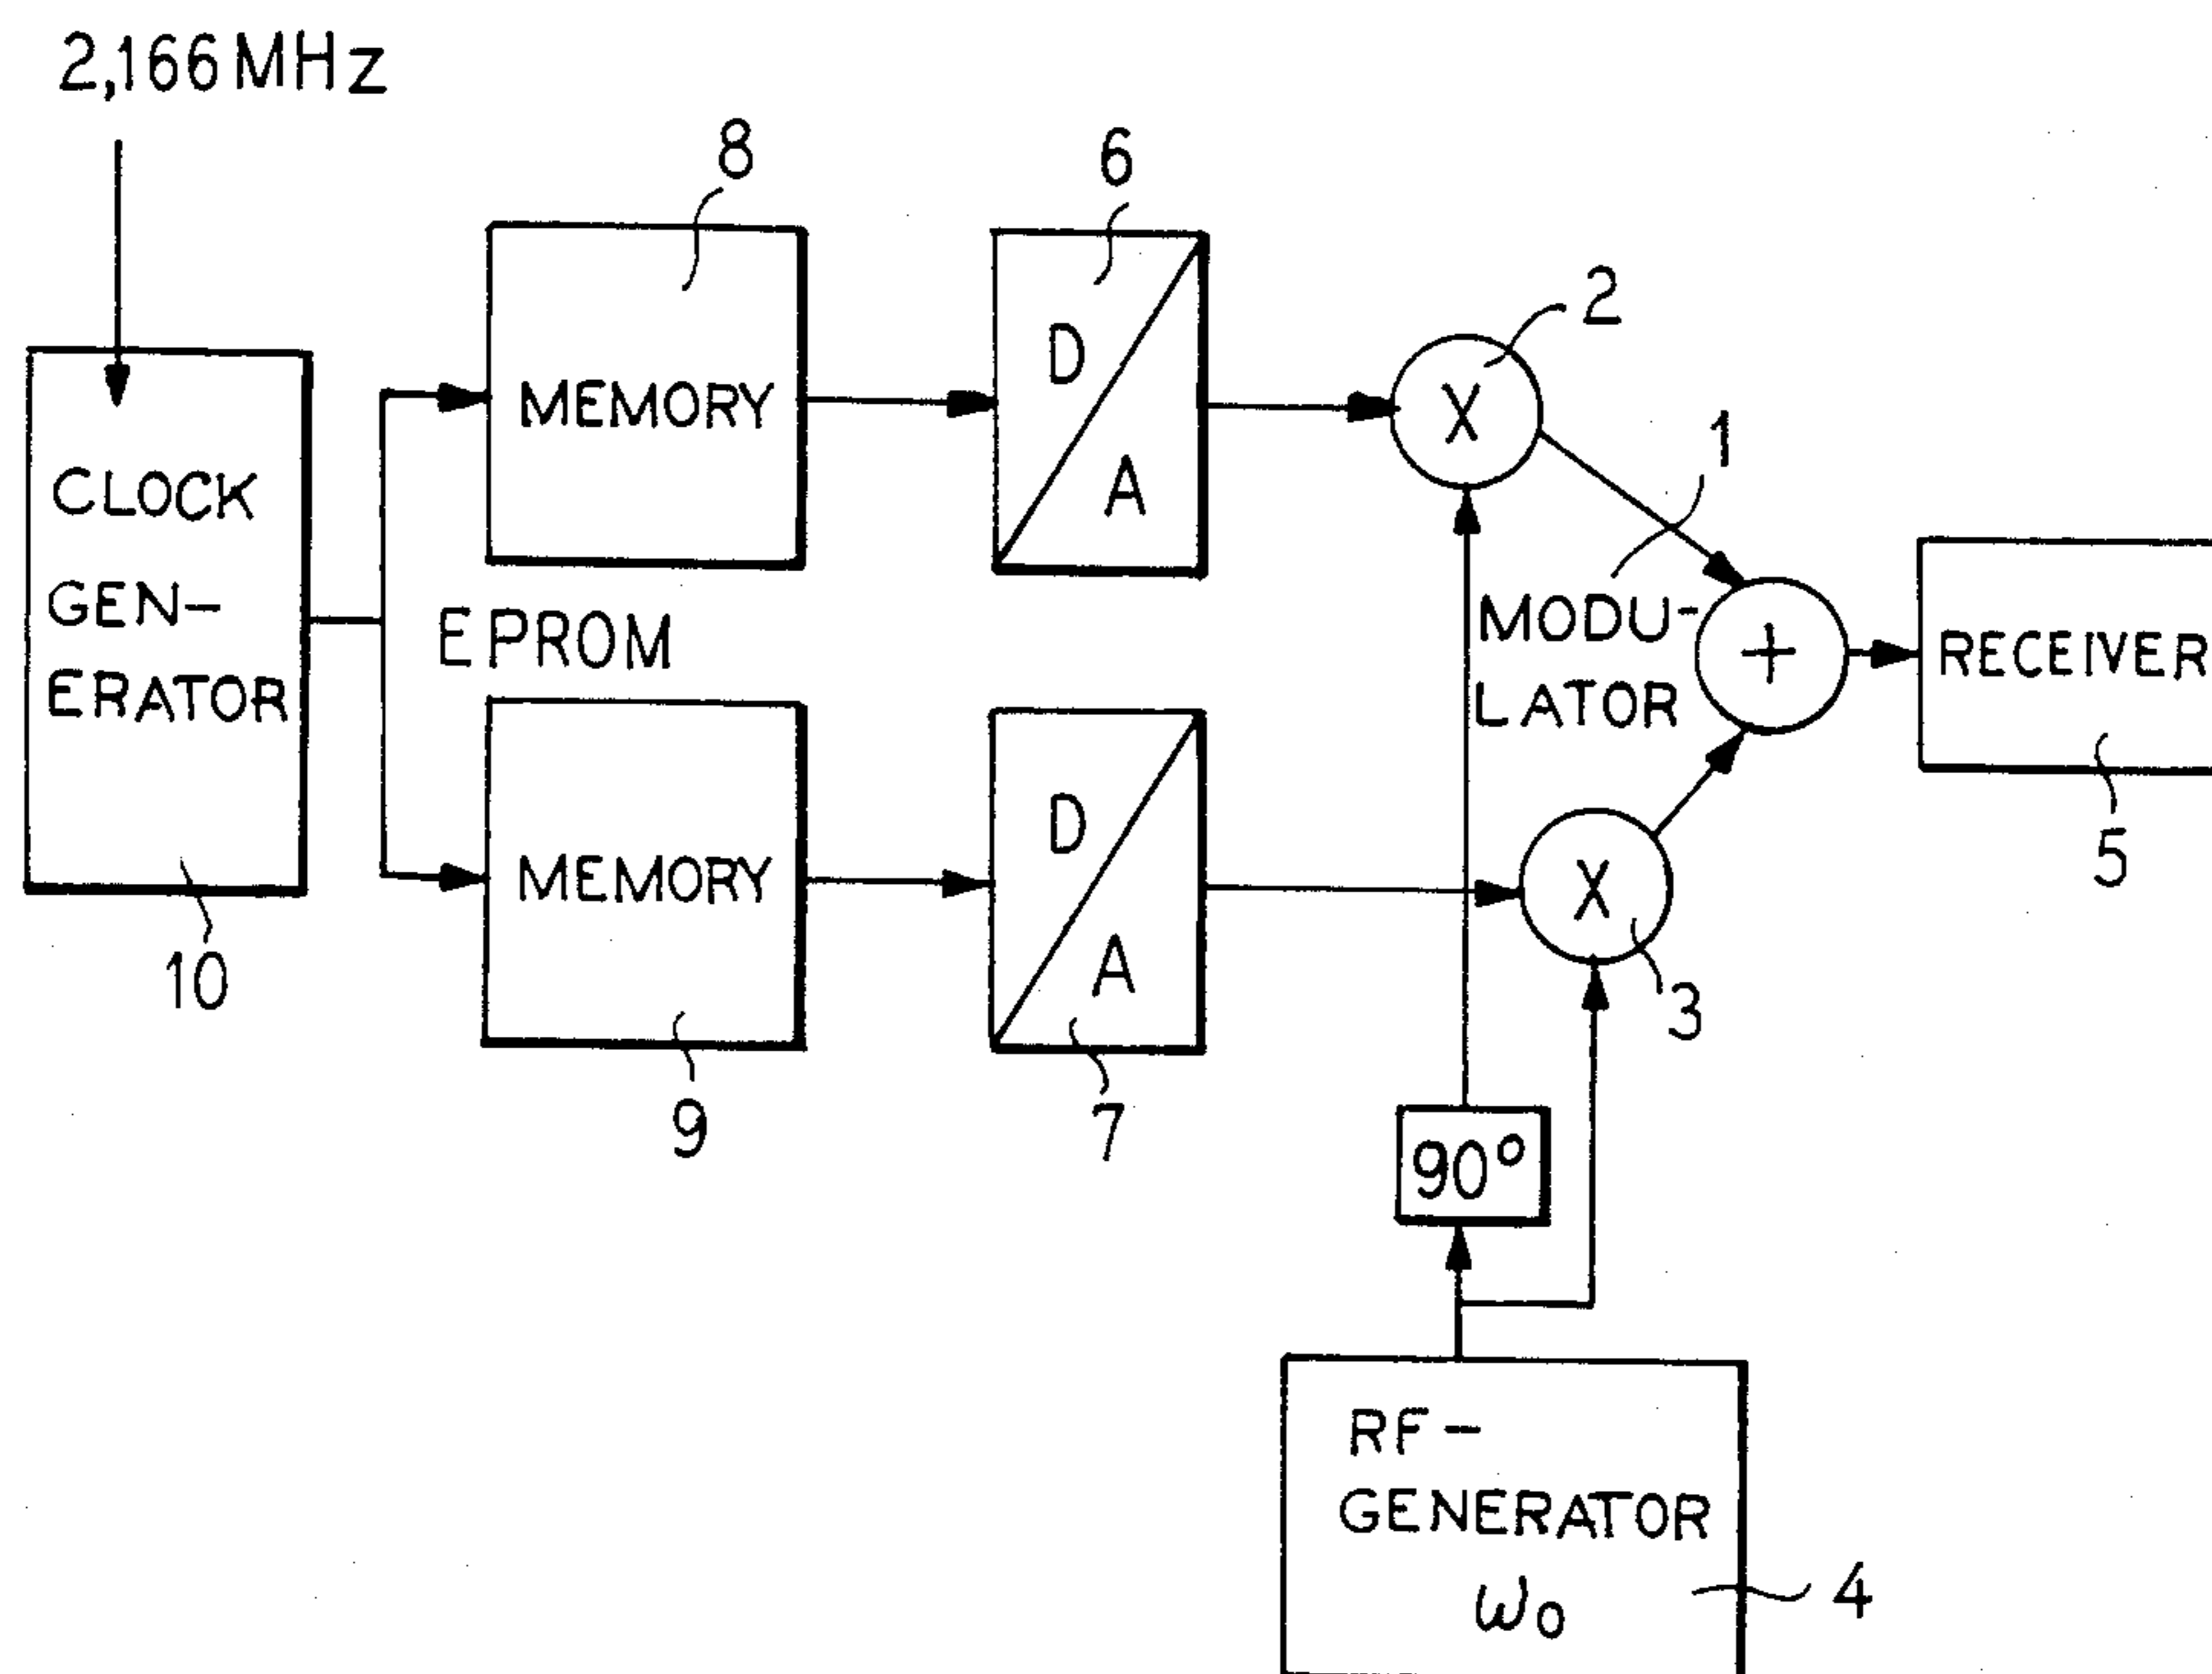 2,166 MHz
8
6
2
1
MEMORY
D
A
X
CLOCK
GEN-
ERATOR
EPROM
MODU-
LATOR
+
RECEIVER
5
MEMORY
D
A
X
3
10
9
7
90°
RF-
GENERATOR
ω0
4